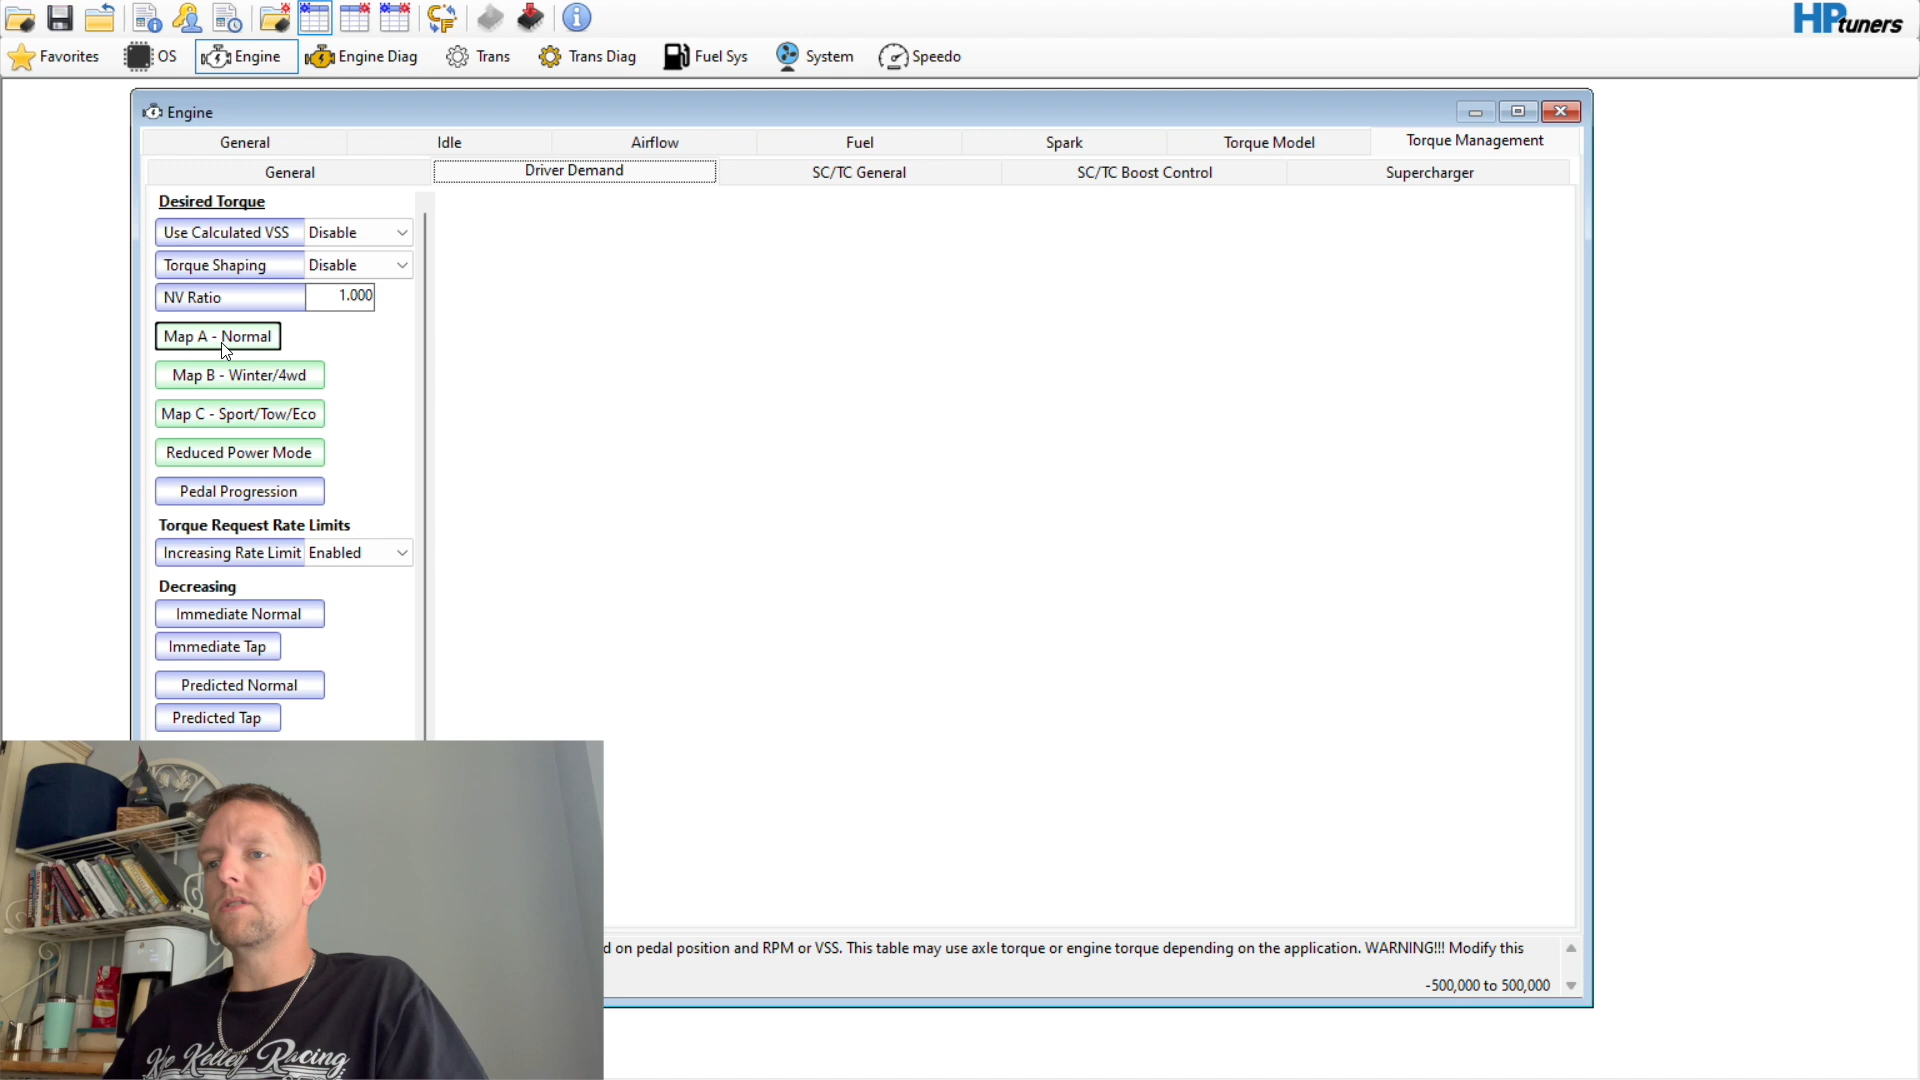 HP tuners
Favorites OS Engine Engine Diag Trans Trans Diag Fuel Sys System Speedo
Engine
General Idle Airflow Fuel Spark Torque Model Torque Management
General Driver Demand SC/TC General SC/TC Boost Control Supercharger
Desired Torque
Use Calculated VSS Disable
Torque Shaping Disable
NV Ratio 1.000
Map A - Normal
Map B - Winter/4wd
Map C - Sport/Tow/Eco
Reduced Power Mode
Pedal Progression
Torque Request Rate Limits
Increasing Rate Limit Enabled
Decreasing
Immediate Normal
Immediate Tap
Predicted Normal
Predicted Tap
d on pedal position and RPM or VSS. This table may use axle torque or engine torque depending on the application. WARNING!!! Modify this
-500,000 to 500,000
Kelley Racing